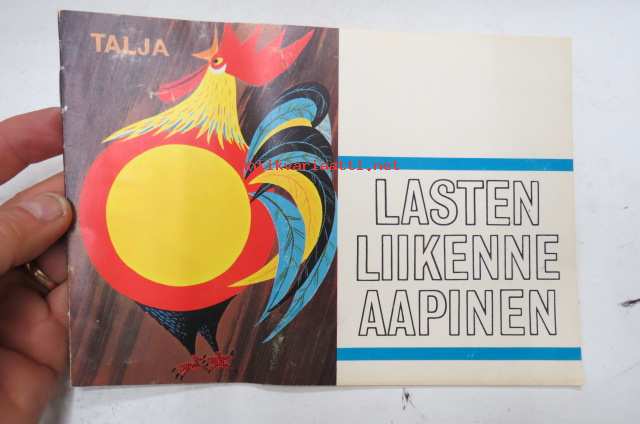 TALJA
antikvariaatti.net
LASTEN
LIIKENNE
AAPINEN